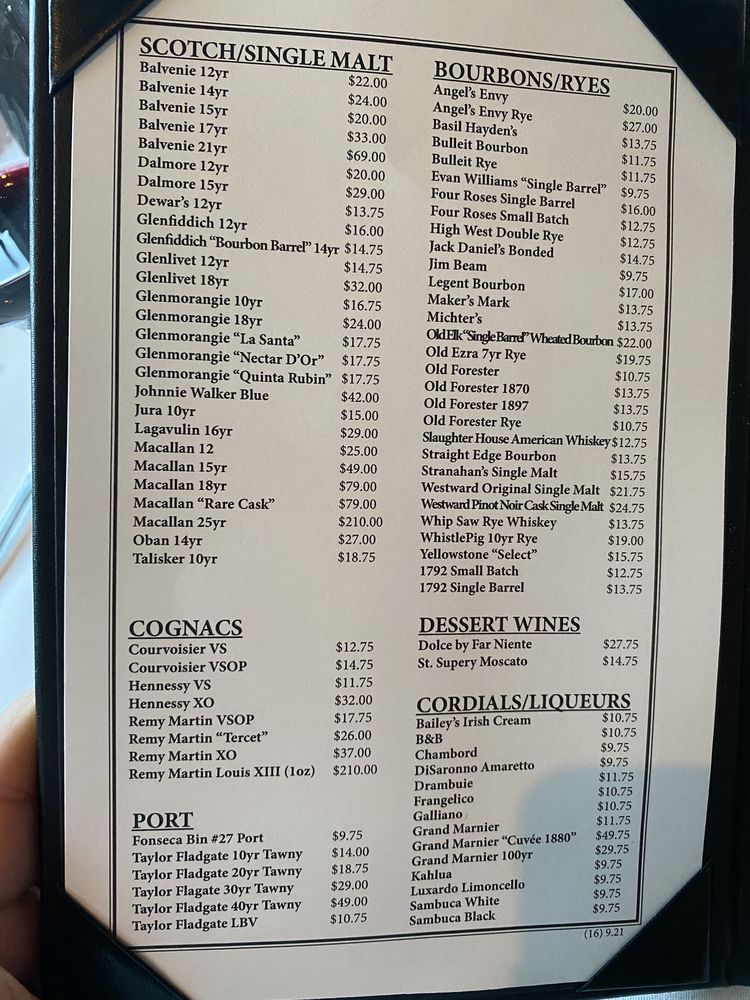 SCOTCH/SINGLE MALT
Balvenie 12yr $22.00
Balvenie 14yr $24.00
Balvenie 15yr $20.00
Balvenie 17yr $33.00
Balvenie 21yr $69.00
Dalmore 12yr $20.00
Dalmore 15yr $29.00
Dewar's 12yr $13.75
Glenfiddich 12yr $16.00
Glenfiddich "Bourbon Barrel" 14yr $14.75
Glenlivet 12yr $14.75
Glenlivet 18yr $32.00
Glenmorangie 10yr $16.75
Glenmorangie 18yr $24.00
Glenmorangie "La Santa" $17.75
Glenmorangie "Nectar D'Or" $17.75
Glenmorangie "Quinta Rubin" $17.75
Johnnie Walker Blue $42.00
Jura 10yr $15.00
Lagavulin 16yr $29.00
Macallan 12 $25.00
Macallan 15yr $49.00
Macallan 18yr $79.00
Macallan "Rare Cask" $79.00
Macallan 25yr $210.00
Oban 14yr $27.00
Talisker 10yr $18.75
COGNACS
Courvoisier VS $12.75
Courvoisier VSOP $14.75
Hennessy VS $11.75
Hennessy XO $32.00
Remy Martin VSOP $17.75
Remy Martin "Tercet" $26.00
Remy Martin XO $37.00
Remy Martin Louis XIII (1oz) $210.00
PORT
Fonseca Bin #27 Port $9.75
Taylor Fladgate 10yr Tawny $14.00
Taylor Fladgate 20yr Tawny $18.75
Taylor Flagate 30yr Tawny $29.00
Taylor Fladgate 40yr Tawny $49.00
Taylor Fladgate LBV $10.75
BOURBONS/RYES
Angel's Envy $20.00
Angel's Envy Rye $27.00
Basil Hayden's $13.75
Bulleit Bourbon $11.75
Bulleit Rye $11.75
Evan Williams "Single Barrel" $9.75
Four Roses Single Barrel $16.00
Four Roses Small Batch $12.75
High West Double Rye $12.75
Jack Daniel's Bonded $14.75
Jim Beam $9.75
Legent Bourbon $17.00
Maker's Mark $13.75
Michter's $13.75
Old Elk "Single Barrel" Wheated Bourbon $22.00
Old Ezra 7yr Rye $19.75
Old Forester $10.75
Old Forester 1870 $13.75
Old Forester 1897 $13.75
Old Forester Rye $10.75
Slaughter House American Whiskey $12.75
Straight Edge Bourbon $13.75
Stranahan's Single Malt $15.75
Westward Original Single Malt $21.75
Westward Pinot Noir Cask Single Malt $24.75
Whip Saw Rye Whiskey $13.75
WhistlePig 10yr Rye $19.00
Yellowstone "Select" $15.75
1792 Small Batch $12.75
1792 Single Barrel $13.75
DESSERT WINES
Dolce by Far Niente $27.75
St. Supery Moscato $14.75
CORDIALS/LIQUEURS
Bailey's Irish Cream $10.75
B&B $10.75
Chambord $9.75
DiSaronno Amaretto $9.75
Drambuie $11.75
Frangelico $10.75
Galliano $10.75
Grand Marnier $11.75
Grand Marnier "Cuvée 1880" $49.75
Grand Marnier 100yr $29.75
Kahlua $9.75
Luxardo Limoncello $9.75
Sambuca White $9.75
Sambuca Black $9.75
(16) 9.21